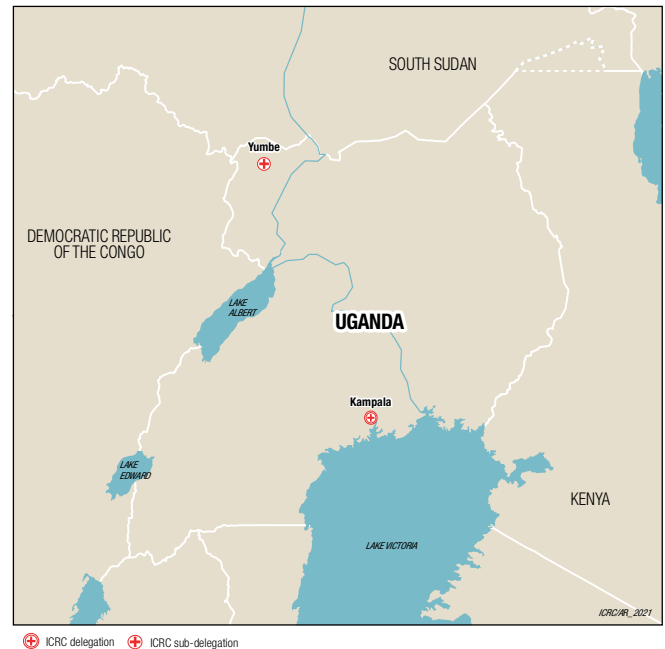 SOUTH SUDAN
Yumbe
DEMOCRATIC REPUBLIC
OF THE CONGO
LAKE
ALBERT
UGANDA
Kampala
LAKE
EDWARD
KENYA
LAKE VICTORIA
ICRC/AR_2021
ICRC delegation ICRC sub-delegation